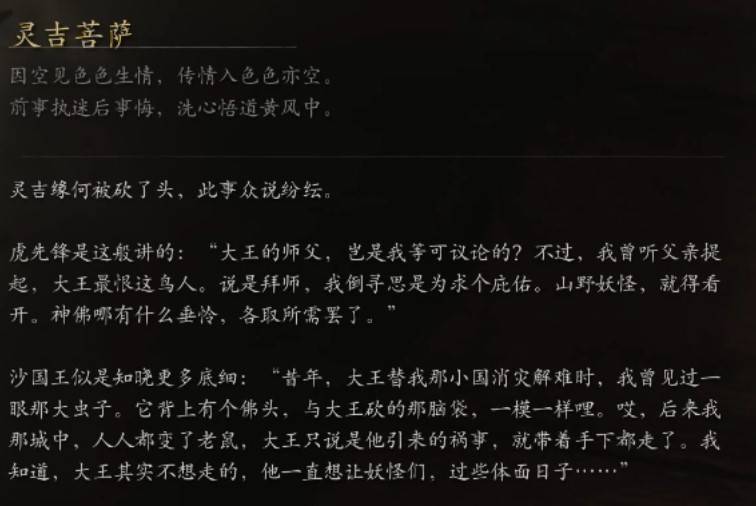 灵吉菩萨
因空见色色生情，传情入色色亦空。
前事执迷后事悔，洗心悟道黄风中。
灵吉缘何被砍了头，此事众说纷纭。
虎先锋是这般讲的：“大王的师父，岂是我等可议论的？不过，我曾听父亲提
起，大王最恨这鸟人。说是拜师，我倒寻思是为求个庇佑。山野妖怪，就得看
开。神佛哪有什么垂怜，各取所需罢了。”
沙国王似是知晓更多底细：“昔年，大王替我那小国消灾解难时，我曾见过一
眼那大虫子。它背上有个佛头，与大王砍的那脑袋，一模一样哩。哎，后来我
那城中，人人都变了老鼠，大王只说是他引来的祸事，就带着手下都走了。我
知道，大王其实不想走的，他一直想让妖怪们，过些体面日子……”